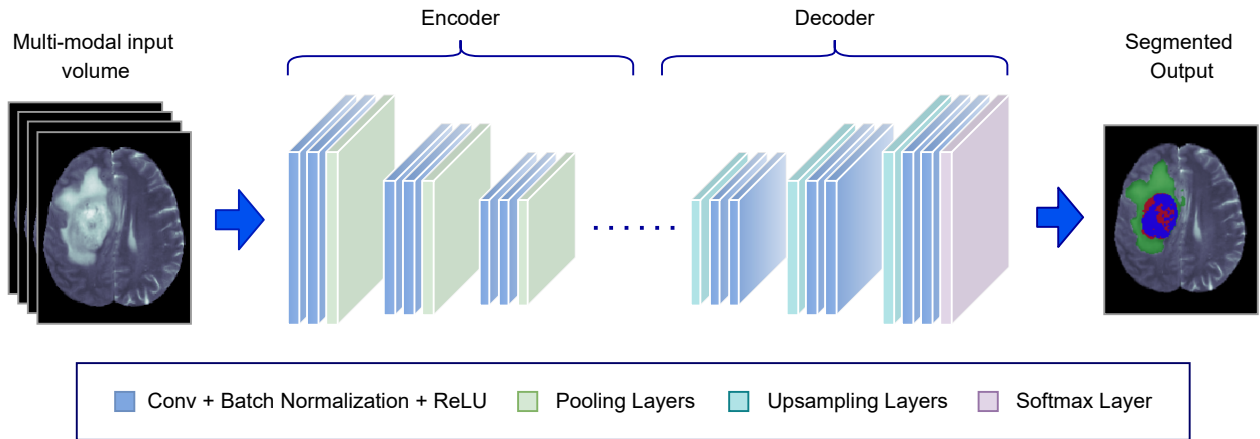 Encoder
Decoder
Multi-modal input
volume
Segmented
Output
Conv + Batch Normalization + ReLU
Pooling Layers
Upsampling Layers
Softmax Layer